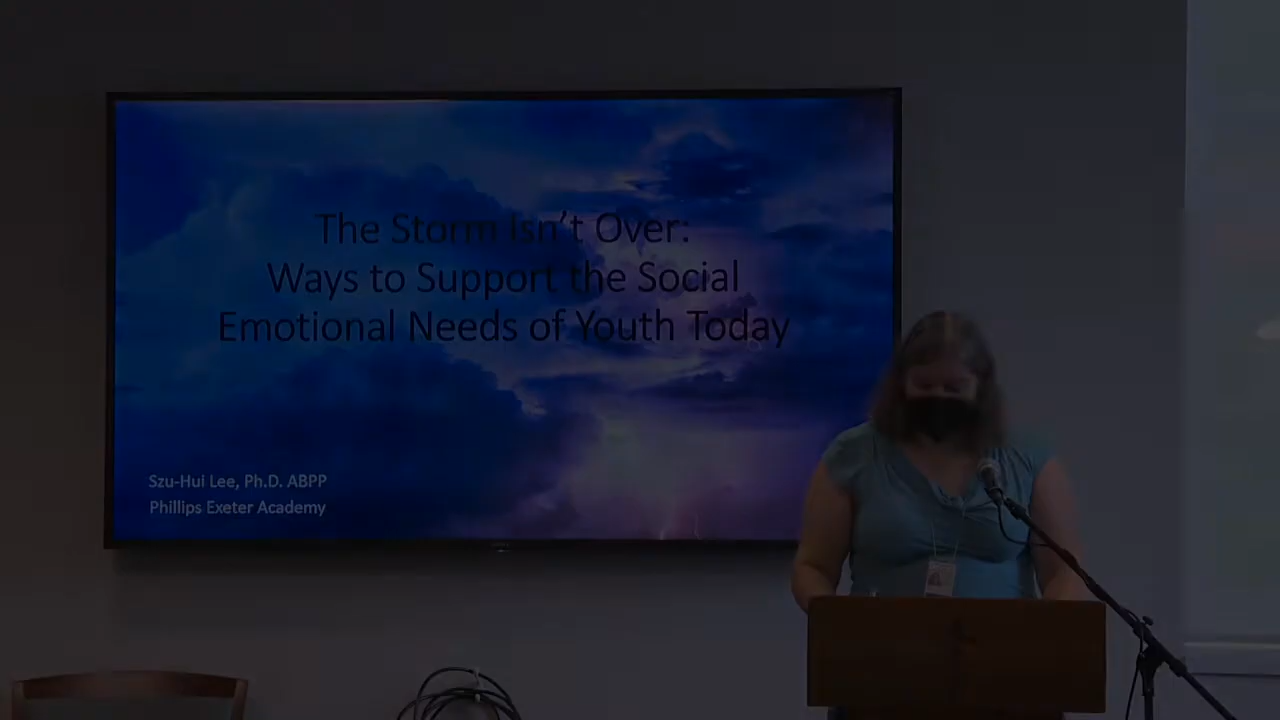 The Storm Isn't Over:
Ways to Support the Social
Emotional Needs of Youth Today
Szu-Hui Lee, Ph.D. ABPP
Phillips Exeter Academy